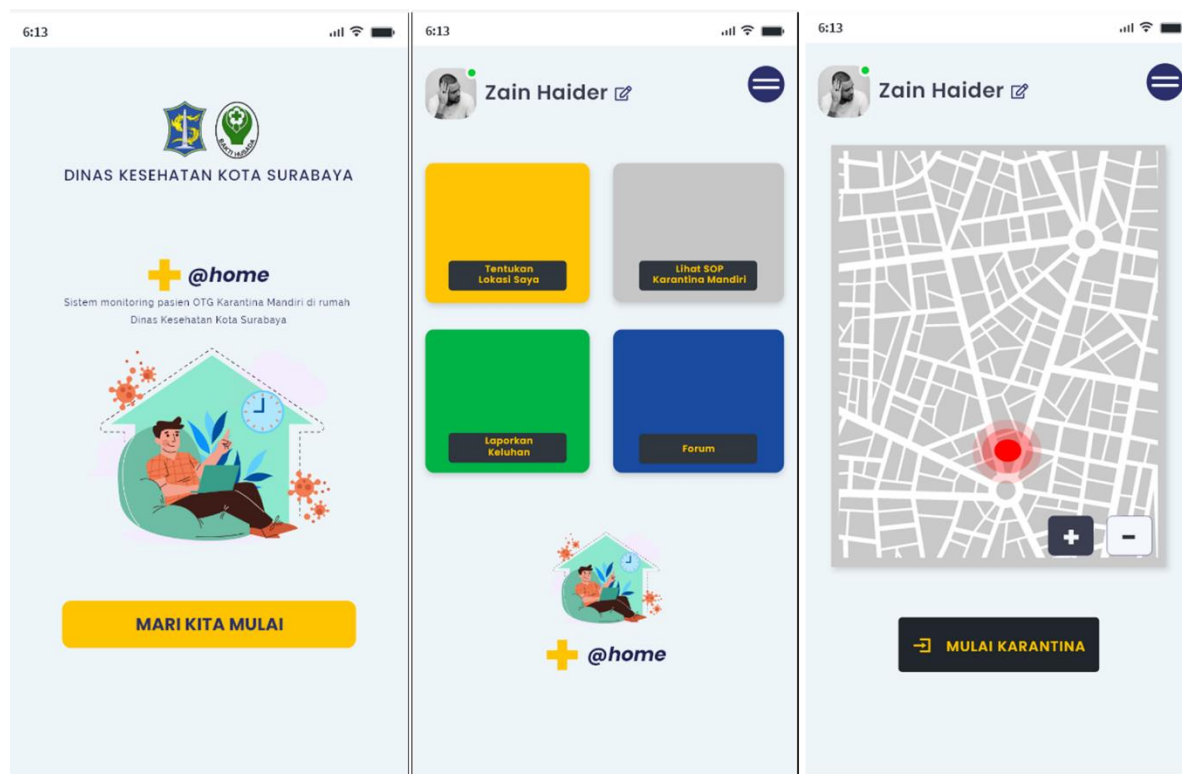 6:13
BAKTI HUSADA
DINAS KESEHATAN KOTA SURABAYA
@home
Sistem monitoring pasien OTG Karantina Mandiri di rumah
Dinas Kesehatan Kota Surabaya
MARI KITA MULAI
6:13
Zain Haider
Tentukan
Lokasi Saya
Lihat SOP
Karantina Mandiri
Laporkan
Keluhan
Forum
@home
6:13
Zain Haider
+
-
MULAI KARANTINA